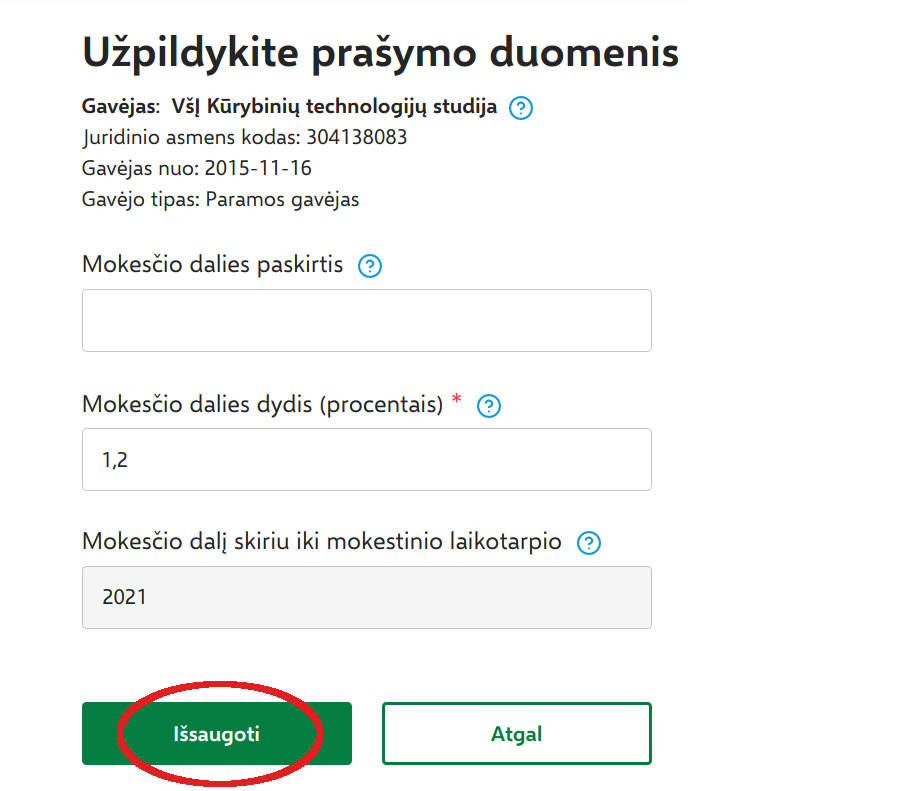 Užpildykite prašymo duomenis
Gavėjas: VšĮ Kūrybinių technologijų studija ?
Juridinio asmens kodas: 304138083
Gavėjas nuo: 2015-11-16
Gavėjo tipas: Paramos gavėjas
Mokesčio dalies paskirtis ?
Mokesčio dalies dydis (procentais) * ?
1,2
Mokesčio dalį skiriu iki mokestinio laikotarpio ?
2021
Išsaugoti
Atgal